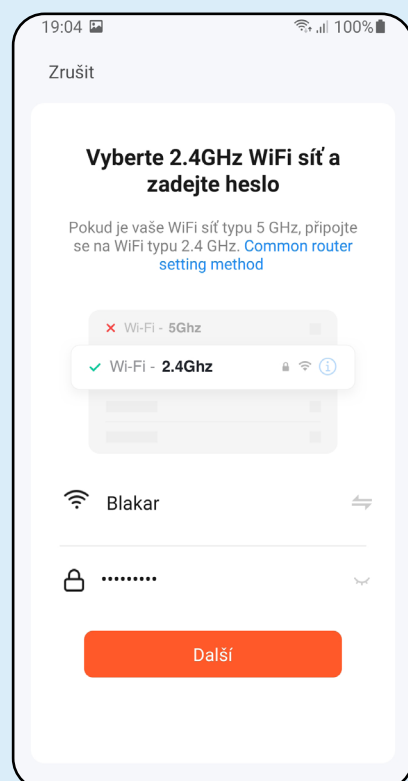 19:04 100%
Zrušit
Vyberte 2.4GHz WiFi síť a
zadejte heslo
Pokud je vaše WiFi síť typu 5 GHz, připojte
se na WiFi typu 2.4 GHz. Common router
setting method
Wi-Fi - 5Ghz
Wi-Fi - 2.4Ghz
Blakar
•••••••••
Další